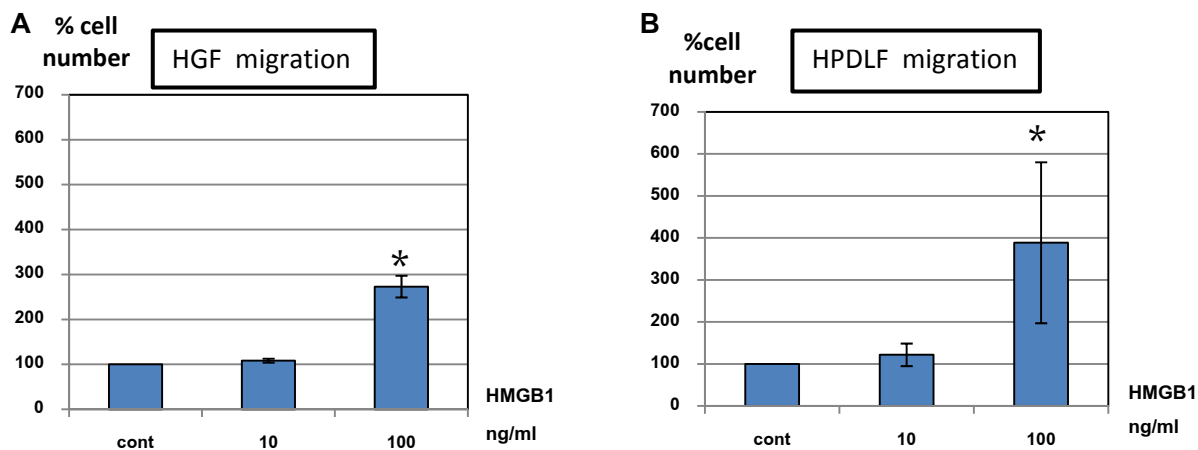 A
% cell
number
HGF migration
700
600
500
400
300
200
100
0
*
cont
10
100
HMGB1
ng/ml
B
%cell
number
HPDLF migration
700
600
500
400
300
200
100
0
*
cont
10
100
HMGB1
ng/ml